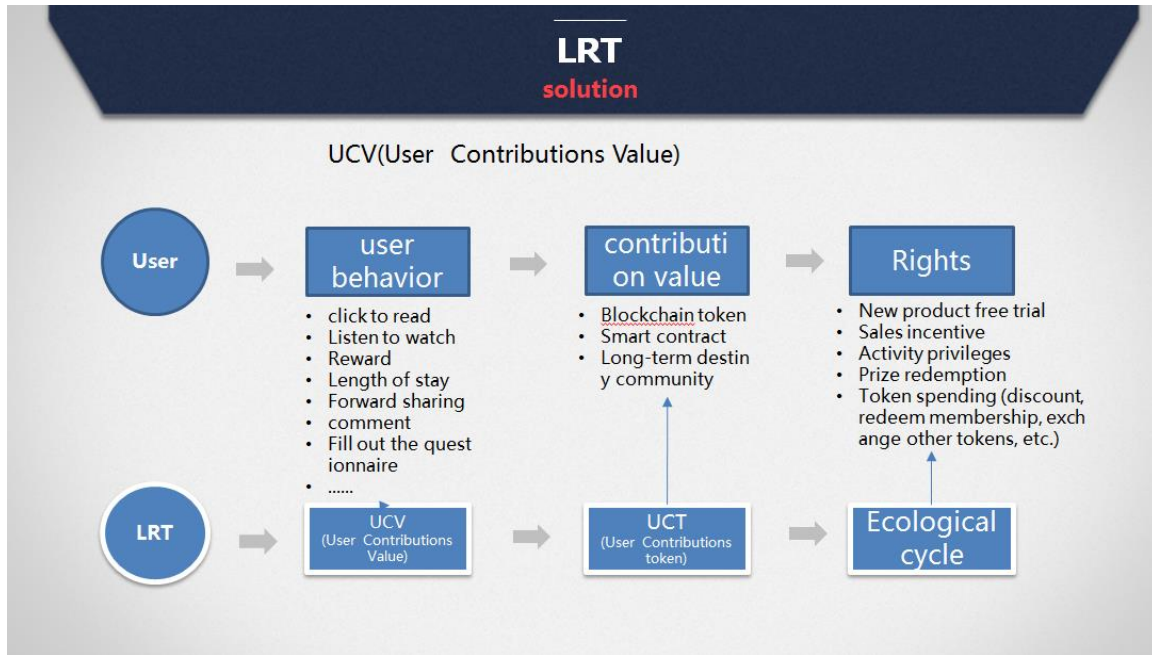 LRT
solution
UCV(User Contributions Value)
User
user
behavior
contributi
on value
Rights
• click to read
• Listen to watch
• Reward
• Length of stay
• Forward sharing
• comment
• Fill out the quest
ionnaire
• ......
• Blockchain token
• Smart contract
• Long-term destin
y community
• New product free trial
• Sales incentive
• Activity privileges
• Prize redemption
• Token spending (discount,
redeem membership, exch
ange other tokens, etc.)
LRT
UCV
(User Contributions
Value)
UCT
(User Contributions
token)
Ecological
cycle